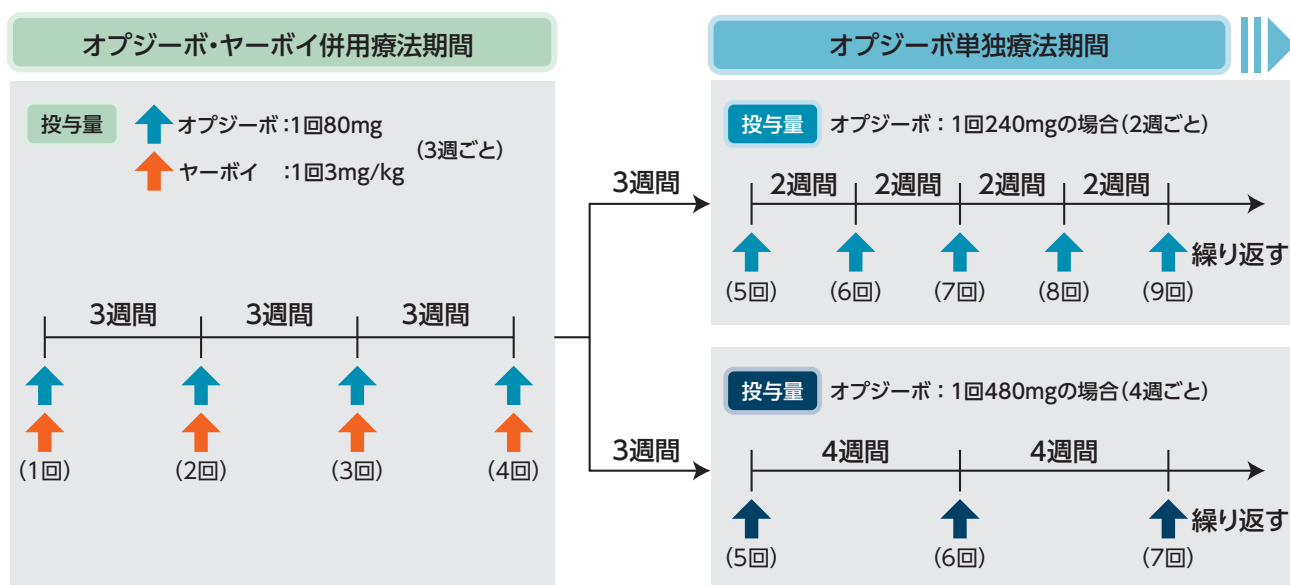 オプジーボ・ヤーボイ併用療法期間
投与量
オプジーボ：1回80mg
ヤーボイ　：1回3mg/kg
(3週ごと)
3週間 3週間 3週間
(1回) (2回) (3回) (4回)
3週間
3週間
オプジーボ単独療法期間
投与量 オプジーボ：1回240mgの場合(2週ごと)
2週間 2週間 2週間 2週間
繰り返す
(5回) (6回) (7回) (8回) (9回)
投与量 オプジーボ：1回480mgの場合(4週ごと)
4週間 4週間
繰り返す
(5回) (6回) (7回)